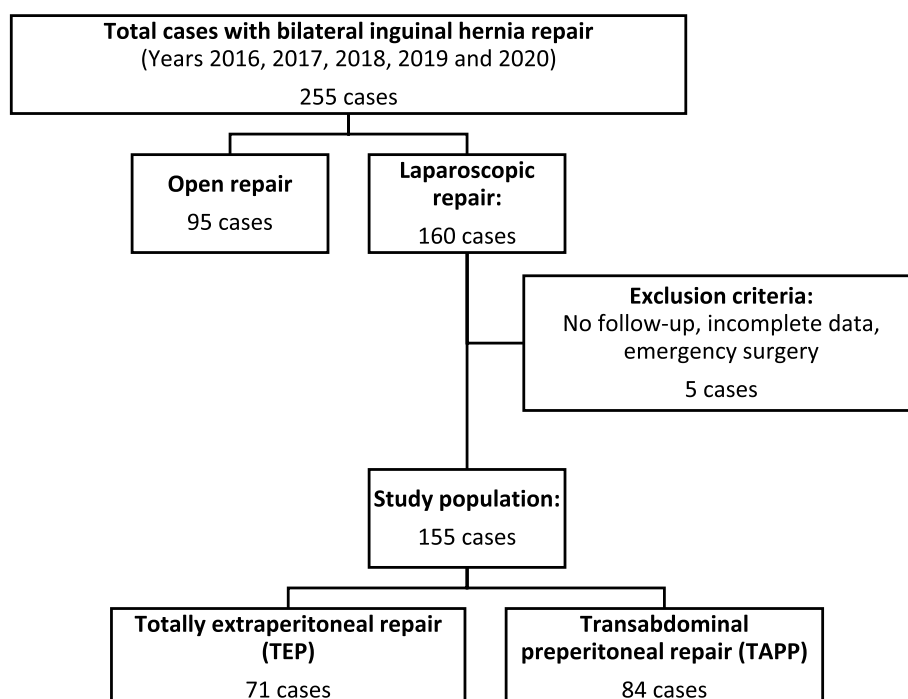 Total cases with bilateral inguinal hernia repair
(Years 2016, 2017, 2018, 2019 and 2020)
255 cases
Open repair
95 cases
Laparoscopic
repair:
160 cases
Exclusion criteria:
No follow-up, incomplete data,
emergency surgery
5 cases
Study population:
155 cases
Totally extraperitoneal repair
(TEP)
71 cases
Transabdominal
preperitoneal repair (TAPP)
84 cases